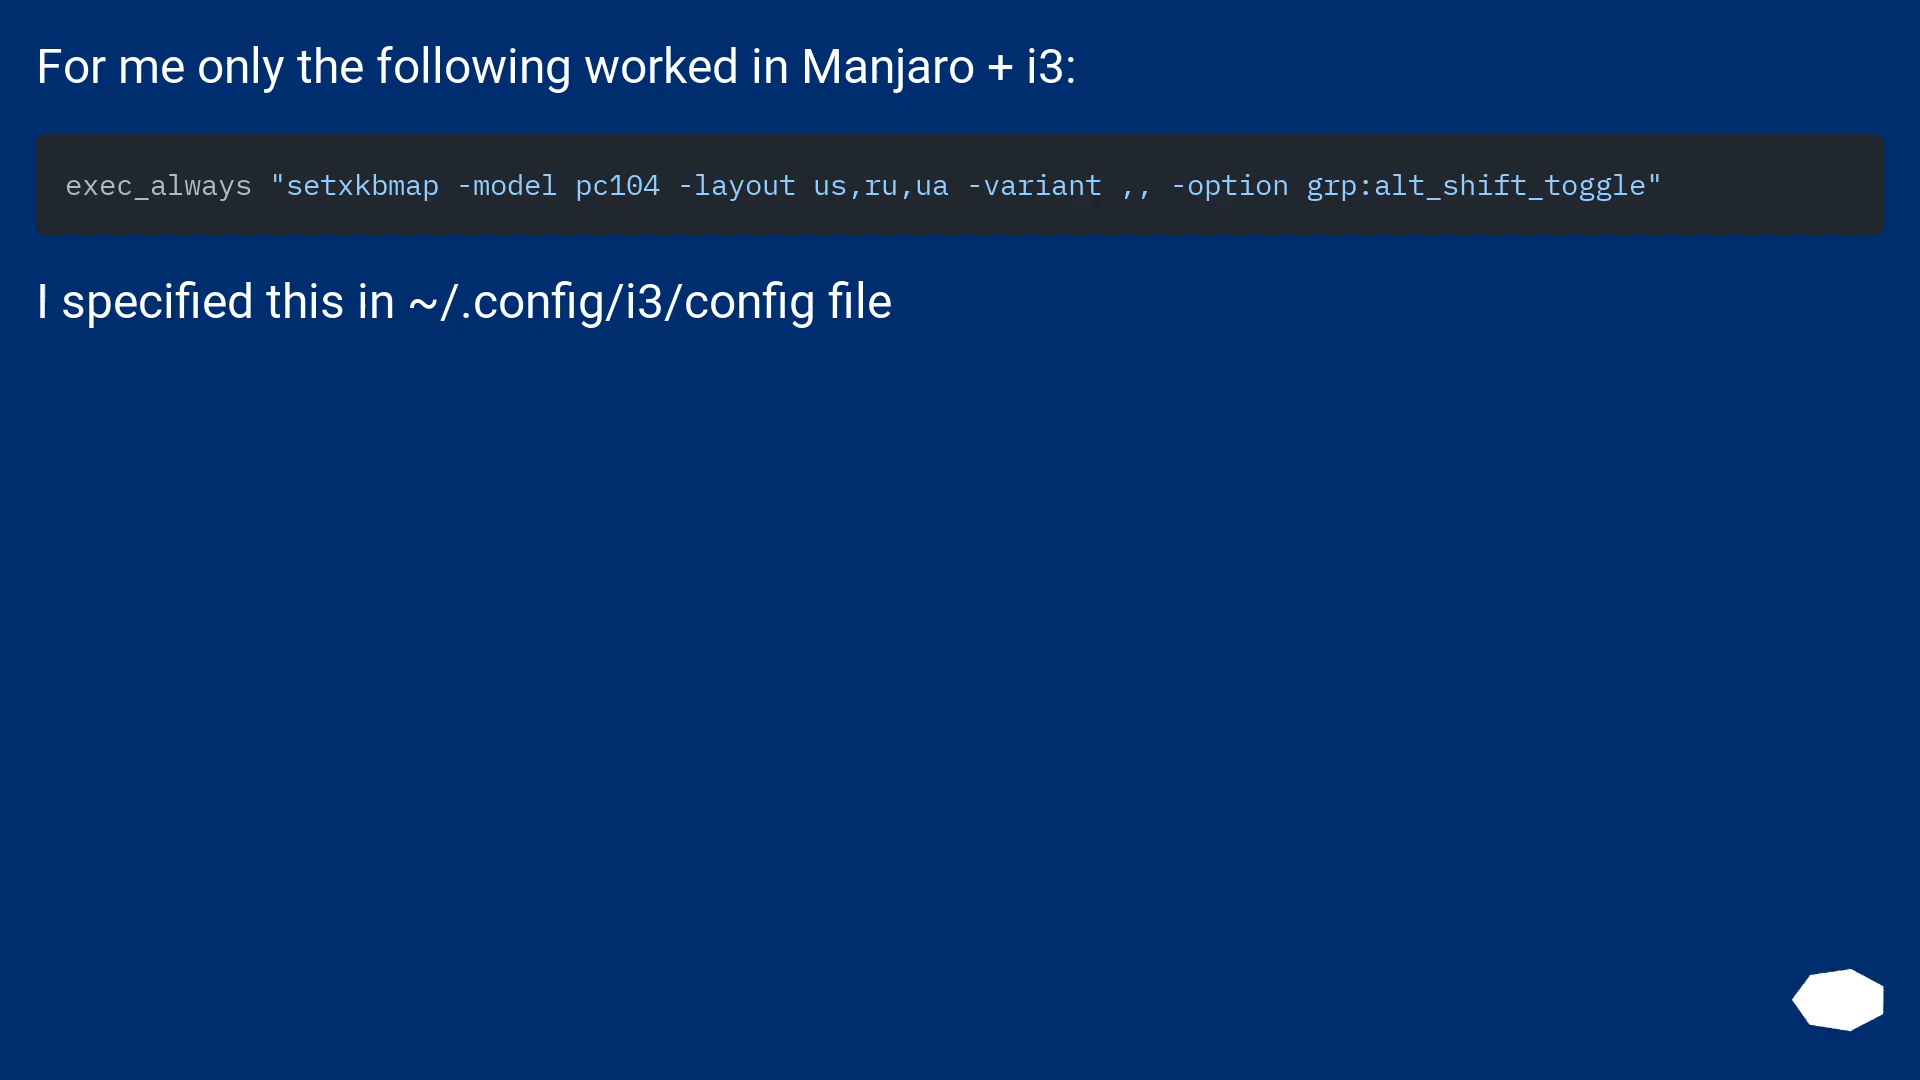 For me only the following worked in Manjaro + i3:
exec_always "setxkbmap -model pc104 -layout us,ru,ua -variant ,, -option grp:alt_shift_toggle"
I specified this in ~/.config/i3/config file